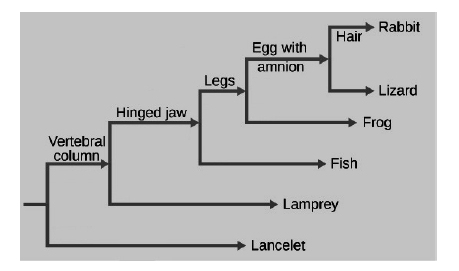 Rabbit
Hair
Egg with
amnion
Legs
Lizard
Hinged jaw
Frog
Vertebral
column
Fish
Lamprey
Lancelet